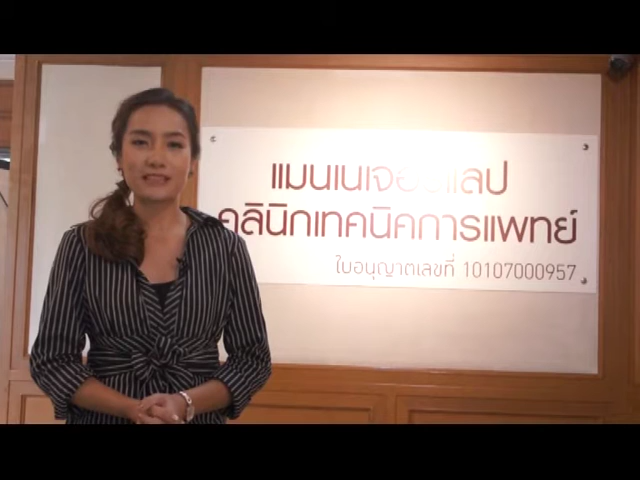 แมนเนเจอร์แลป
คลินิกเทคนิคการแพทย์
ใบอนุญาตเลขที่ 10107000957